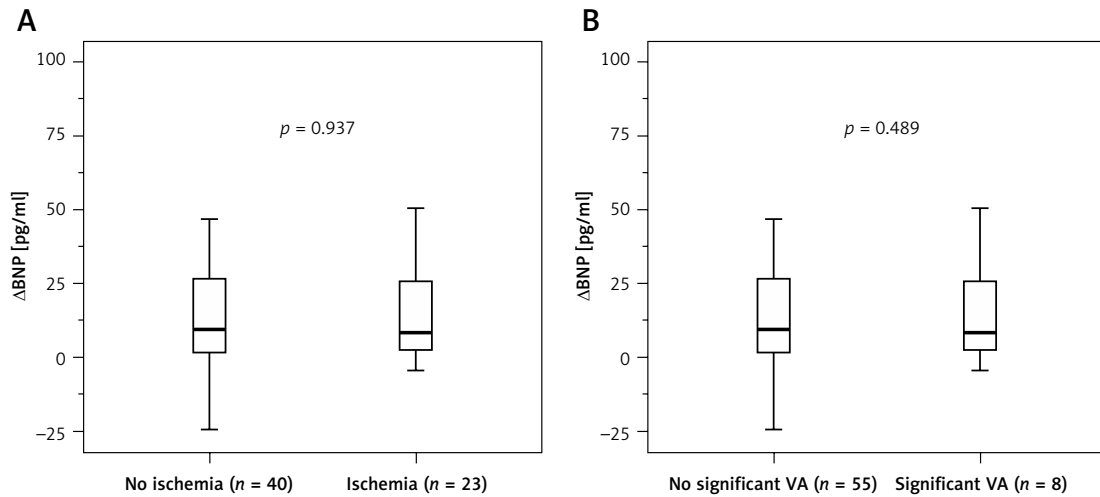 A
ΔBNP [pg/ml]
100
75
50
25
0
−25
p = 0.937
No ischemia (n = 40) Ischemia (n = 23)
B
ΔBNP [pg/ml]
100
75
50
25
0
−25
p = 0.489
No significant VA (n = 55) Significant VA (n = 8)